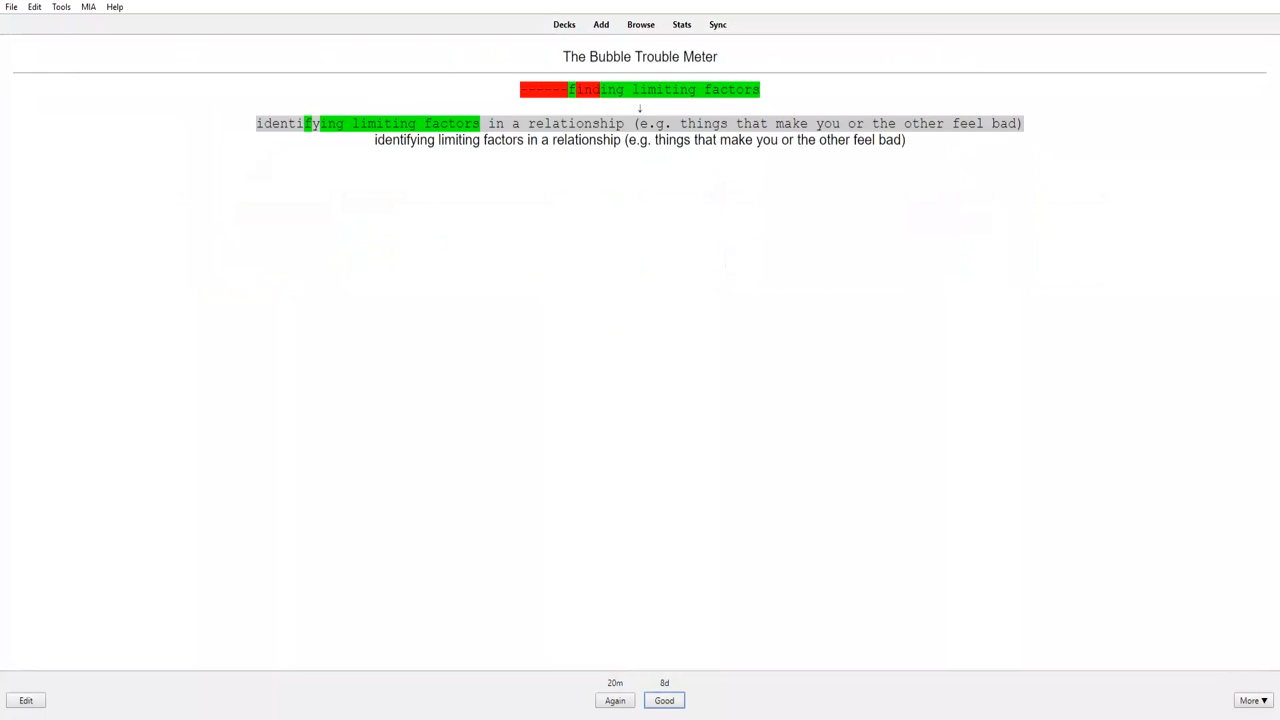 File Edit Tools MIA Help
Decks Add Browse Stats Sync
The Bubble Trouble Meter
------finding limiting factors
↓
identifying limiting factors in a relationship (e.g. things that make you or the other feel bad)
identifying limiting factors in a relationship (e.g. things that make you or the other feel bad)
20m 8d
Edit Again Good More ▼